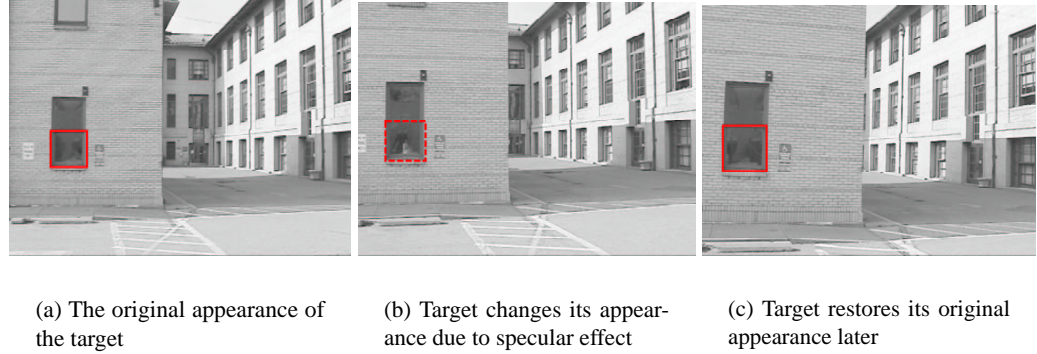 (a) The original appearance of
the target
(b) Target changes its appear-
ance due to specular effect
(c) Target restores its original
appearance later